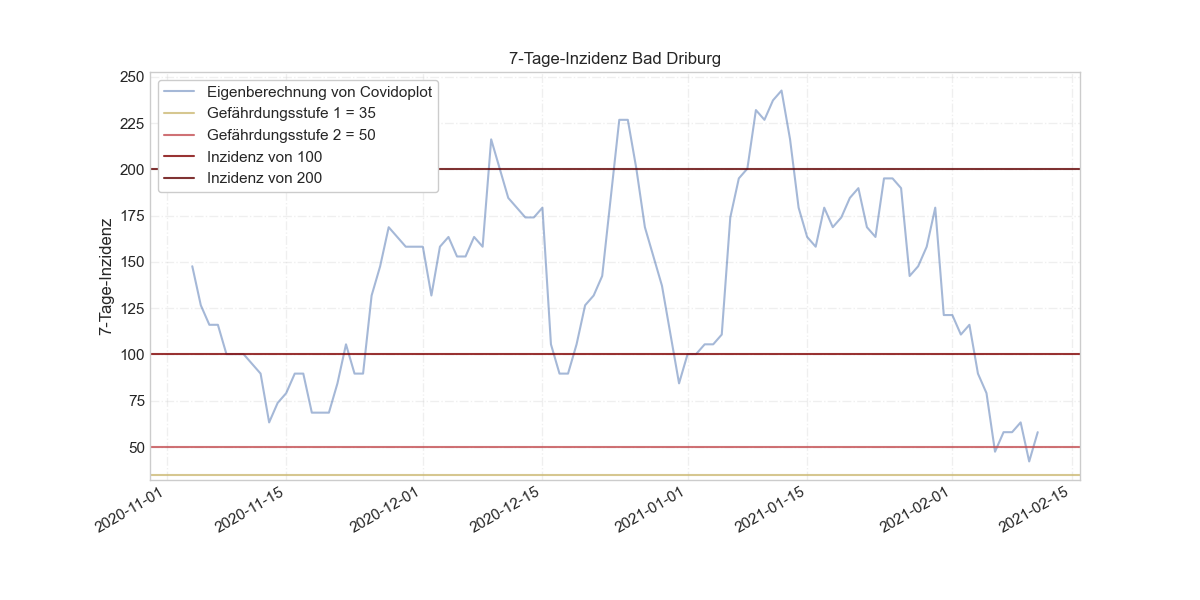 7-Tage-Inzidenz Bad Driburg
7-Tage-Inzidenz
250
225
200
175
150
125
100
75
50
Eigenberechnung von Covidoplot
Gefährdungsstufe 1 = 35
Gefährdungsstufe 2 = 50
Inzidenz von 100
Inzidenz von 200
2020-11-01
2020-11-15
2020-12-01
2020-12-15
2021-01-01
2021-01-15
2021-02-01
2021-02-15